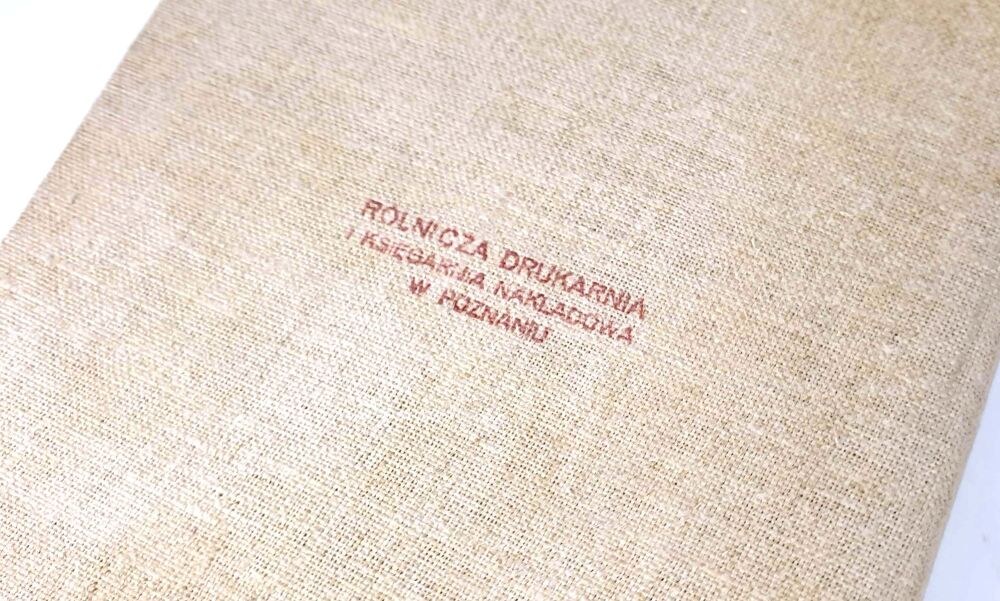 ROLNICZA DRUKARNIA
I KSIĘGARNIA NAKŁADOWA
W POZNANIU